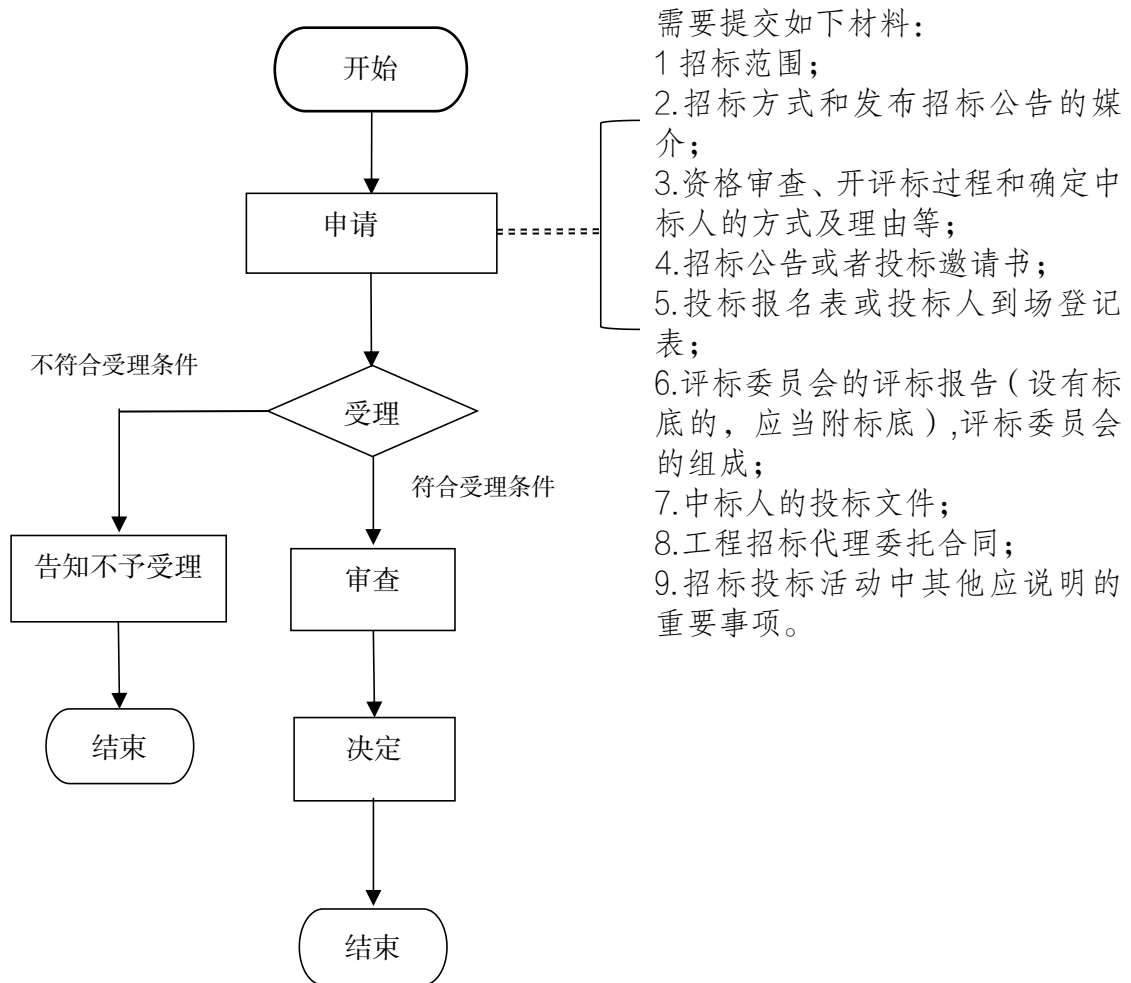 开始
申请
不符合受理条件
受理
符合受理条件
告知不予受理
审查
结束
决定
结束
需要提交如下材料：
1 招标范围；
2.招标方式和发布招标公告的媒
介；
3.资格审查、开评标过程和确定中
标人的方式及理由等；
4.招标公告或者投标邀请书；
5.投标报名表或投标人到场登记
表；
6.评标委员会的评标报告（设有标
底的，应当附标底）,评标委员会
的组成；
7.中标人的投标文件；
8.工程招标代理委托合同；
9.招标投标活动中其他应说明的
重要事项。